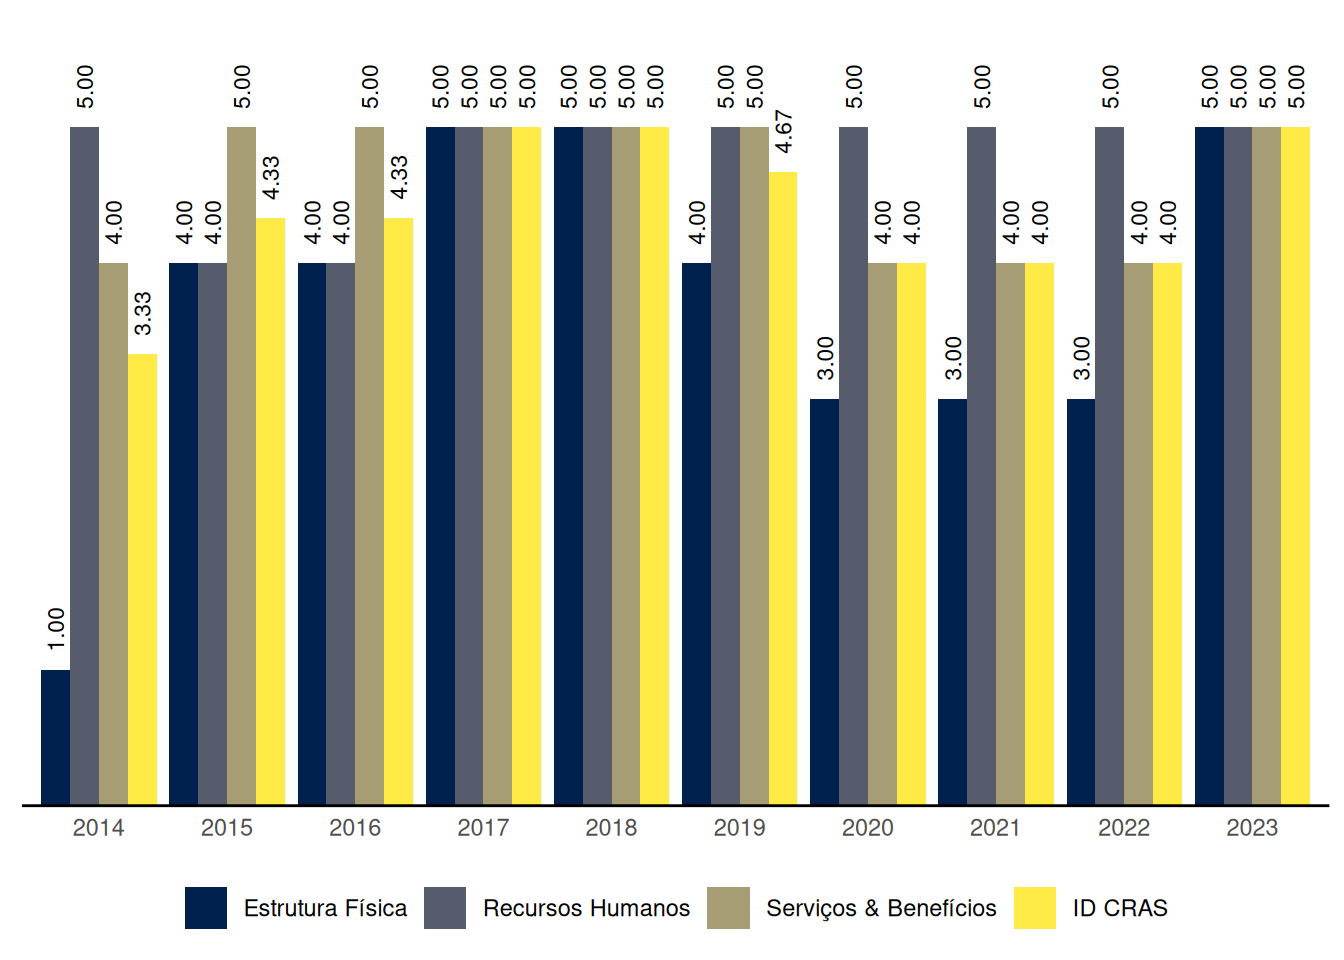 5.00 5.00 5.00 5.00 5.00 5.00 5.00 5.00 5.00 5.00 5.00 5.00 5.00 5.00 5.00 5.00 5.00 5.00 5.00 5.00
4.67
4.33 4.33
4.00 4.00 4.00 4.00 4.00 4.00 4.00 4.00 4.00 4.00 4.00 4.00
3.33
3.00 3.00 3.00
1.00
2014 2015 2016 2017 2018 2019 2020 2021 2022 2023
Estrutura Física Recursos Humanos Serviços & Benefícios ID CRAS